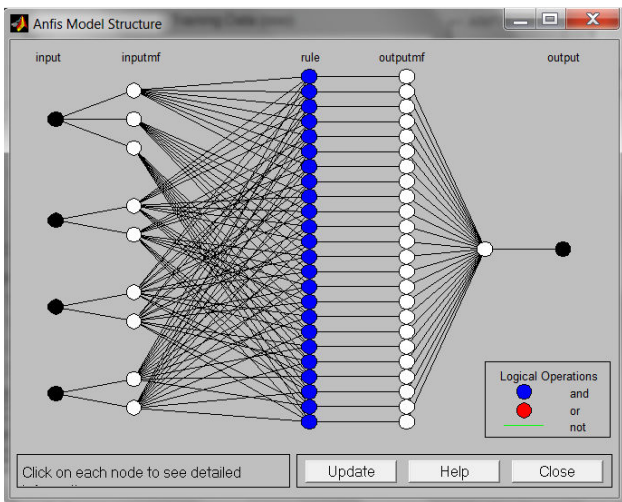 Anfis Model Structure
input inputmf rule outputmf output
Logical Operations
and
or
not
Click on each node to see detailed
Update Help Close